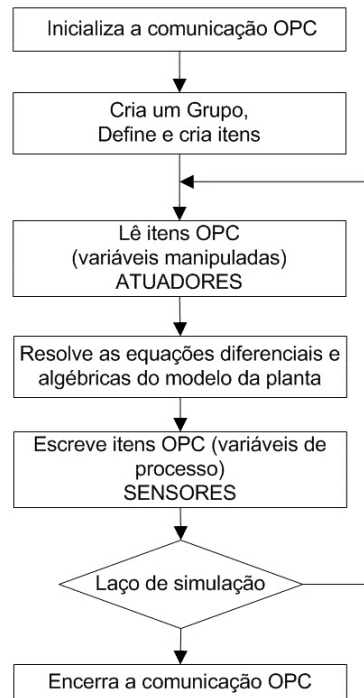 Inicializa a comunicação OPC
Cria um Grupo,
Define e cria itens
Lê itens OPC
(variáveis manipuladas)
ATUADORES
Resolve as equações diferenciais e
algébricas do modelo da planta
Escreve itens OPC (variáveis de
processo)
SENSORES
Laço de simulação
Encerra a comunicação OPC